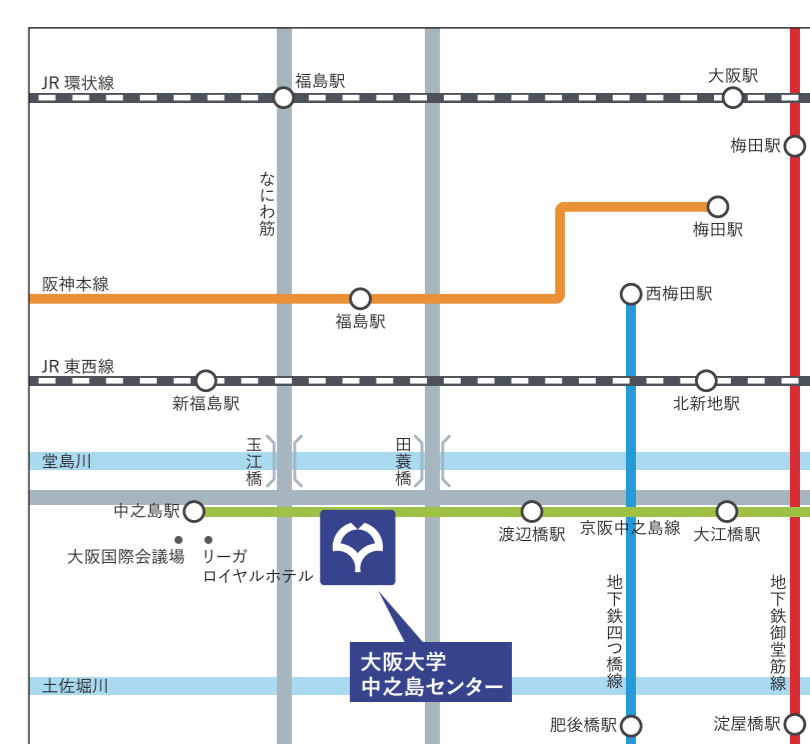 JR 環状線
福島駅
大阪駅
梅田駅
なにわ筋
梅田駅
阪神本線
福島駅
西梅田駅
JR 東西線
新福島駅
北新地駅
玉江橋
田蓑橋
堂島川
中之島駅
渡辺橋駅
京阪中之島線
大江橋駅
大阪国際会議場
リーガ
ロイヤルホテル
地下鉄四つ橋線
地下鉄御堂筋線
大阪大学
中之島センター
土佐堀川
肥後橋駅
淀屋橋駅